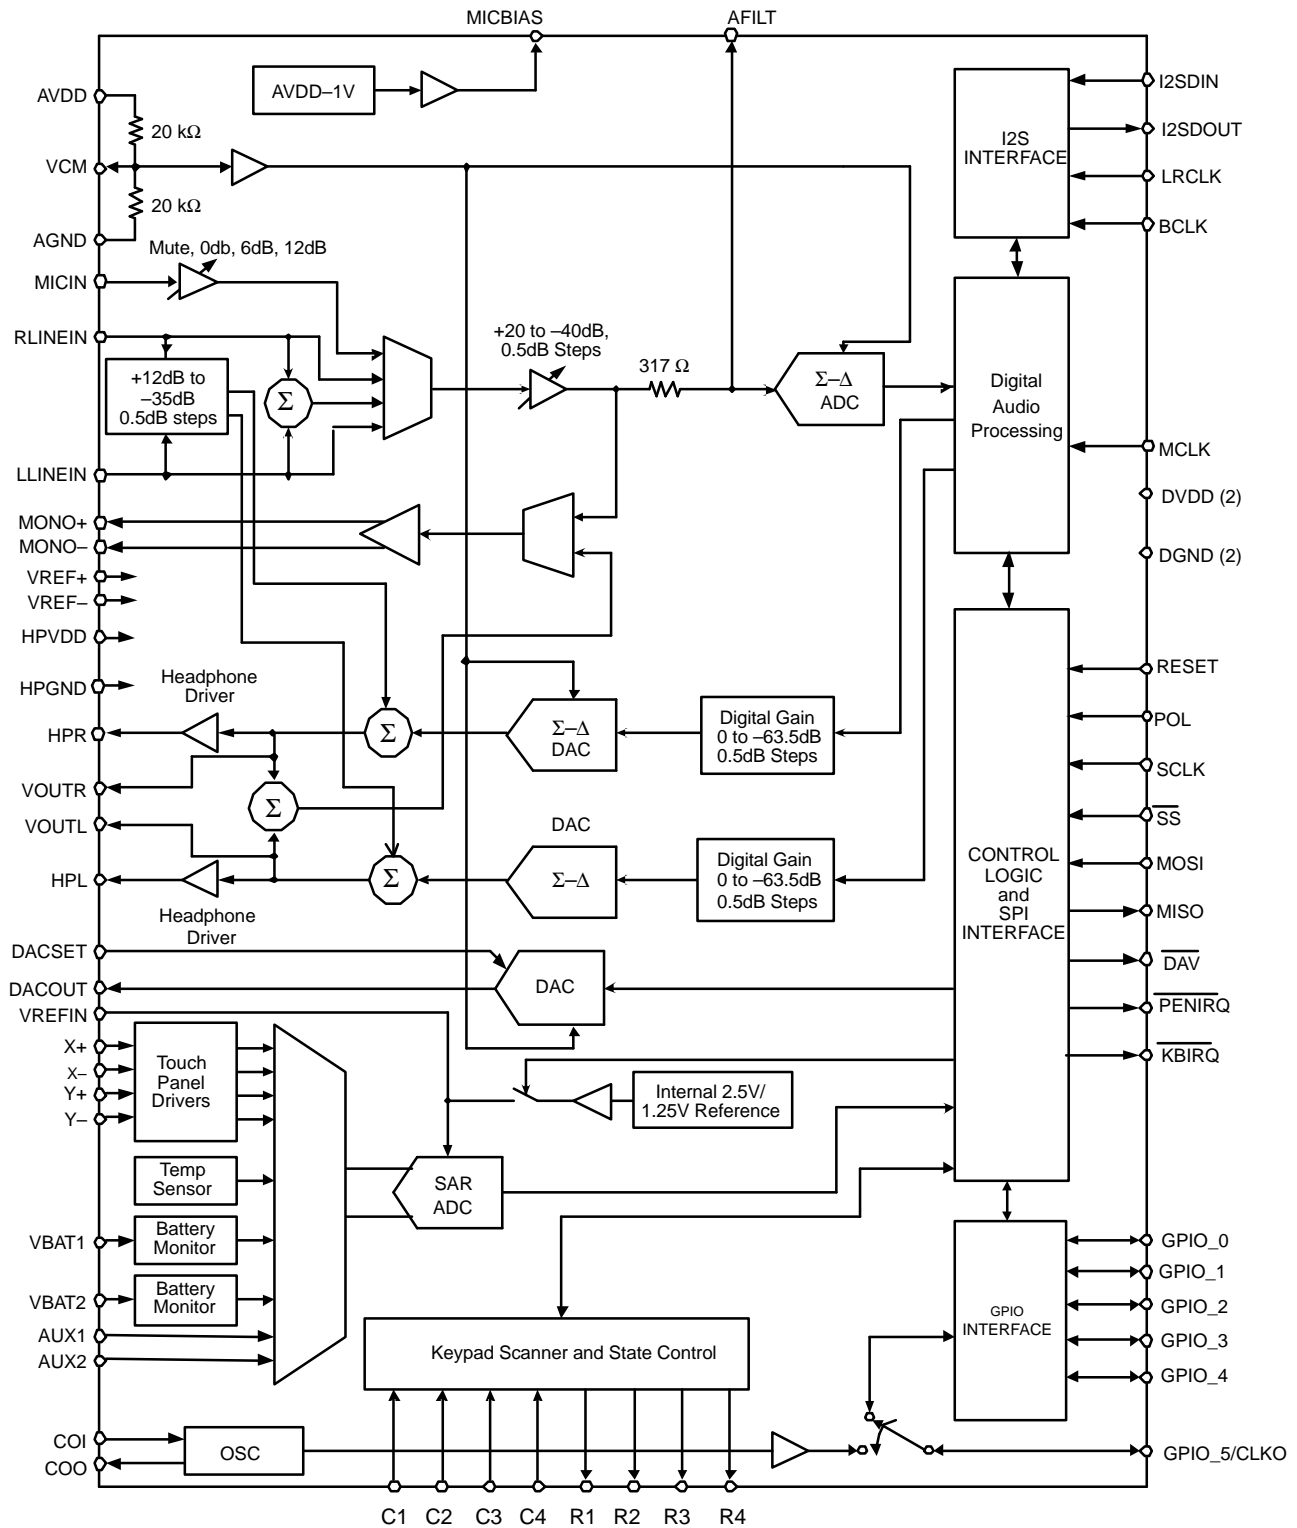 MICBIAS
AFILT
AVDD
AVDD–1V
I2SDIN
20 kΩ
I2S
INTERFACE
I2SDOUT
VCM
LRCLK
20 kΩ
BCLK
AGND
Mute, 0db, 6dB, 12dB
MICIN
RLINEIN
+20 to –40dB,
0.5dB Steps
317 Ω
+12dB to
–35dB
0.5dB steps
Σ
Σ–Δ
ADC
Digital
Audio
Processing
MCLK
LLINEIN
DVDD (2)
MONO+
MONO–
DGND (2)
VREF+
VREF–
HPVDD
HPGND
Headphone
Driver
RESET
HPR
Σ
Σ–Δ
DAC
Digital Gain
0 to –63.5dB
0.5dB Steps
POL
SCLK
VOUTR
Σ
VOUTL
DAC
SS
HPL
Σ
Σ–Δ
Digital Gain
0 to –63.5dB
0.5dB Steps
CONTROL
LOGIC
and
SPI
INTERFACE
MOSI
MISO
Headphone
Driver
DACSET
DAV
DACOUT
DAC
VREFIN
PENIRQ
X+
X–
Y+
Y–
Touch
Panel
Drivers
KBIRQ
Internal 2.5V/
1.25V Reference
Temp
Sensor
SAR
ADC
VBAT1
Battery
Monitor
GPIO_0
GPIO_1
VBAT2
Battery
Monitor
GPIO
INTERFACE
GPIO_2
AUX1
GPIO_3
AUX2
Keypad Scanner and State Control
GPIO_4
COI
COO
OSC
GPIO_5/CLKO
C1 C2 C3 C4 R1 R2 R3 R4